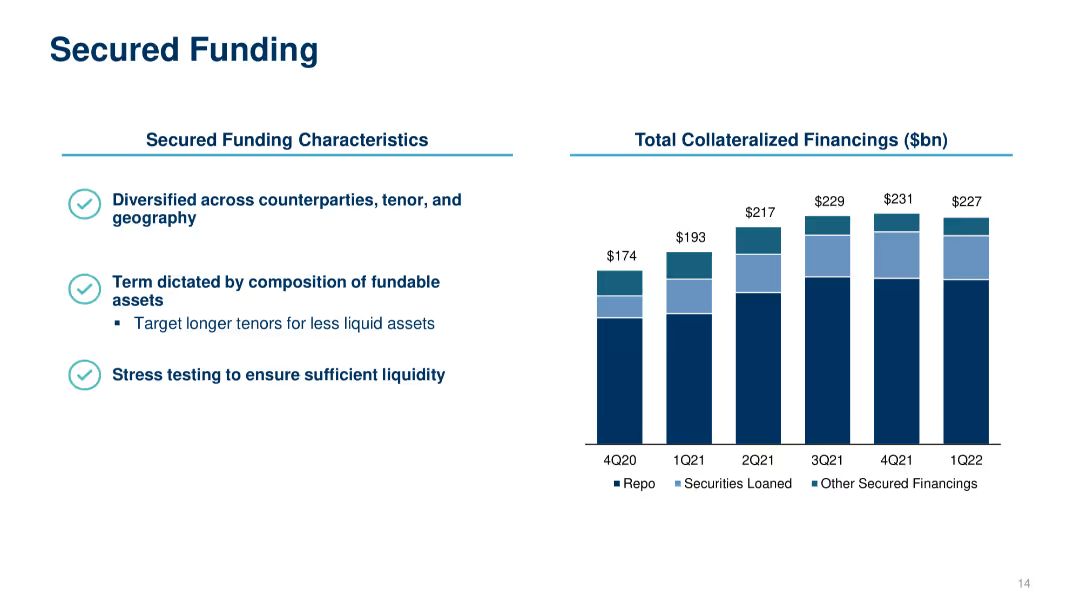 Secured Funding
Secured Funding Characteristics
Diversified across counterparties, tenor, and
geography
Term dictated by composition of fundable
assets
▪ Target longer tenors for less liquid assets
Stress testing to ensure sufficient liquidity
Total Collateralized Financings ($bn)
$174
$193
$217
$229
$231
$227
4Q20 1Q21 2Q21 3Q21 4Q21 1Q22
Repo Securities Loaned Other Secured Financings
14